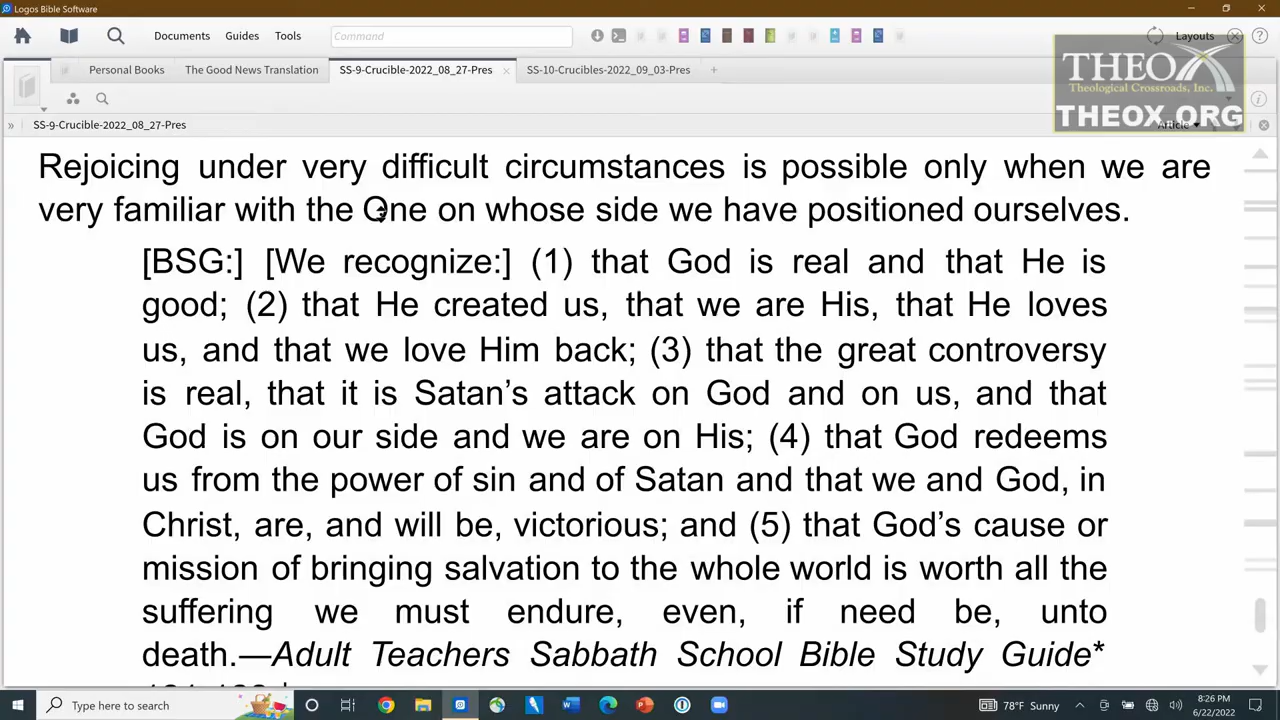 Logos Bible Software
Documents Guides Tools Command Layouts
Personal Books The Good News Translation SS-9-Crucible-2022_08_27-Pres SS-10-Crucibles-2022_09_03-Pres
THEOX
Theological Crossroads, Inc.
THEOX.ORG
SS-9-Crucible-2022_08_27-Pres Article
Rejoicing under very difficult circumstances is possible only when we are
very familiar with the One on whose side we have positioned ourselves.
[BSG:] [We recognize:] (1) that God is real and that He is
good; (2) that He created us, that we are His, that He loves
us, and that we love Him back; (3) that the great controversy
is real, that it is Satan’s attack on God and on us, and that
God is on our side and we are on His; (4) that God redeems
us from the power of sin and of Satan and that we and God, in
Christ, are, and will be, victorious; and (5) that God’s cause or
mission of bringing salvation to the whole world is worth all the
suffering we must endure, even, if need be, unto
death.—Adult Teachers Sabbath School Bible Study Guide*
Type here to search 78°F Sunny 8:26 PM
6/22/2022